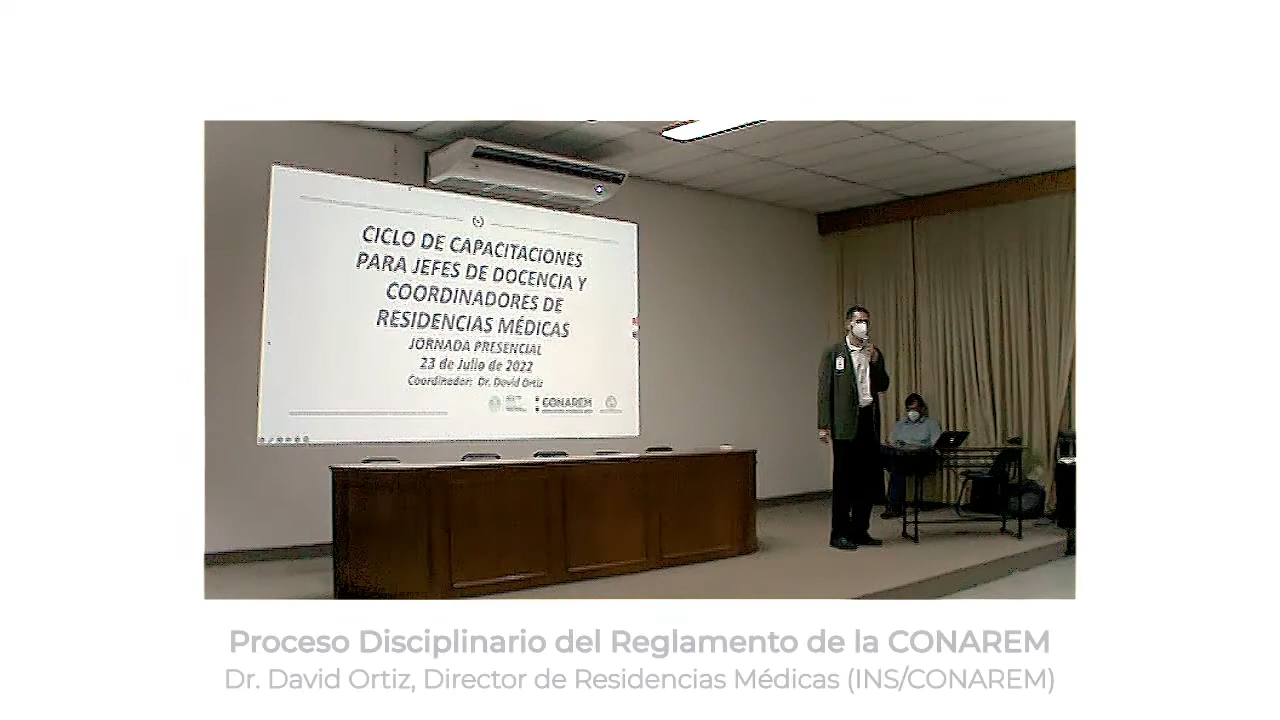 CICLO DE CAPACITACIONES
PARA JEFES DE DOCENCIA Y
COORDINADORES DE
RESIDENCIAS MÉDICAS
JORNADA PRESENCIAL
23 de Julio de 2022
Coordinador: Dr. David Ortiz
CONAREM
Proceso Disciplinario del Reglamento de la CONAREM
Dr. David Ortiz, Director de Residencias Médicas (INS/CONAREM)